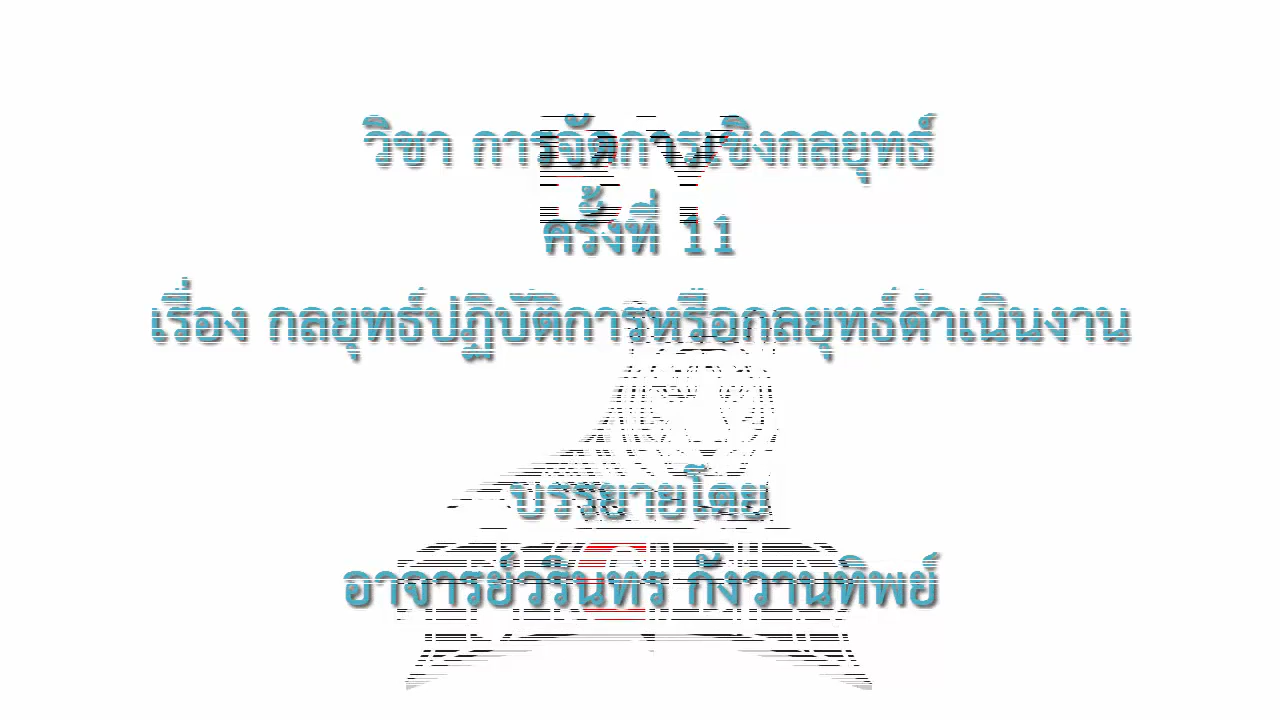 วิชา การจัดการเชิงกลยุทธ์
ครั้งที่ 11
เรื่อง กลยุทธ์ปฏิบัติการหรือกลยุทธ์ดำเนินงาน
บรรยายโดย
อาจารย์วรินทร กังวานทิพย์